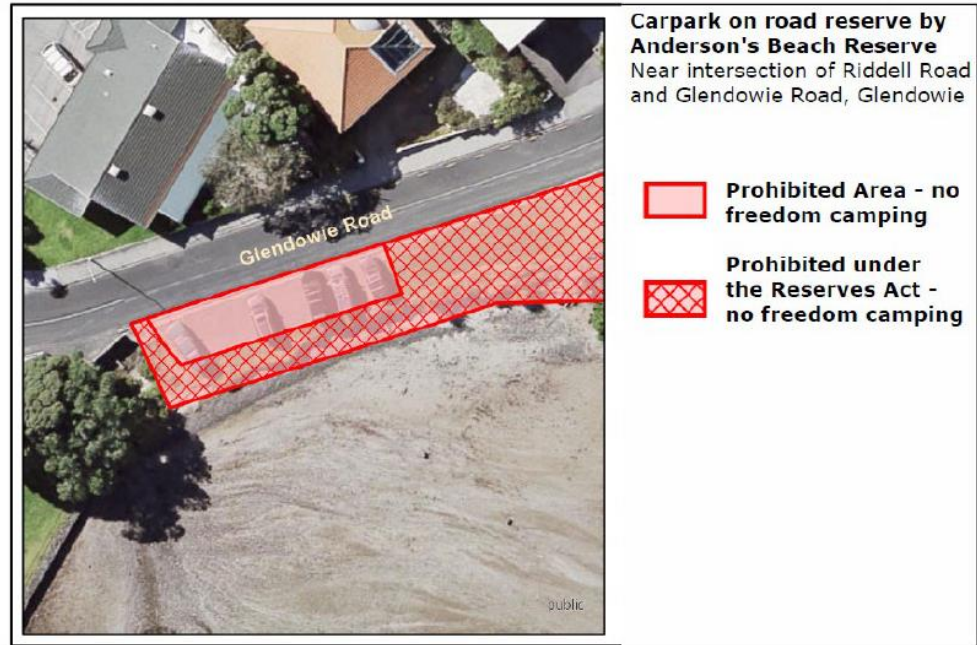 Carpark on road reserve by
Anderson's Beach Reserve
Near intersection of Riddell Road
and Glendowie Road, Glendowie
Prohibited Area - no
freedom camping
Prohibited under
the Reserves Act -
no freedom camping
Glendowie Road
public